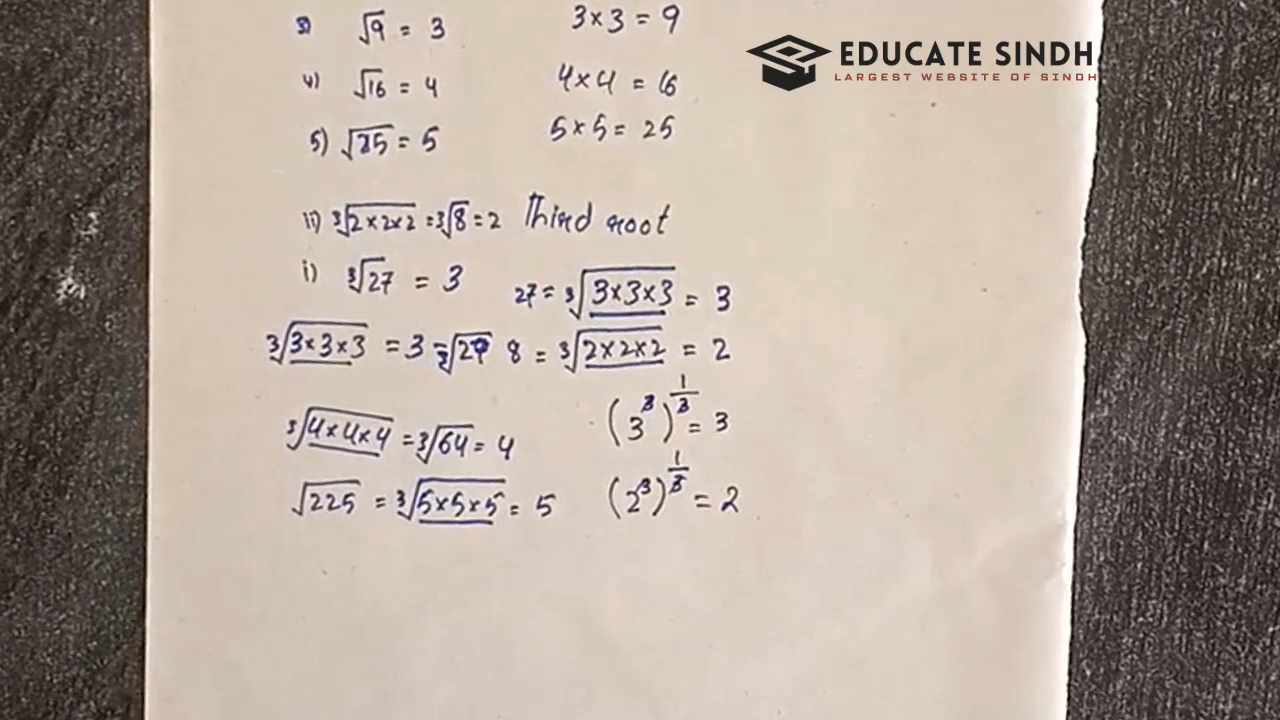 3) √9 = 3 3×3 = 9
EDUCATE SINDH
LARGEST WEBSITE OF SINDH
4) √16 = 4 4×4 = 16
5) √25 = 5 5×5 = 25
ii) ∛2×2×2 = ∛8 = 2 Third root
i) ∛27 = 3 27 = ∛3×3×3 = 3
∛3×3×3 = 3 = ∛27 8 = ∛2×2×2 = 2
∛4×4×4 = ∛64 = 4 (3³)^1/3 = 3
√225 = ∛5×5×5 = 5 (2³)^1/3 = 2